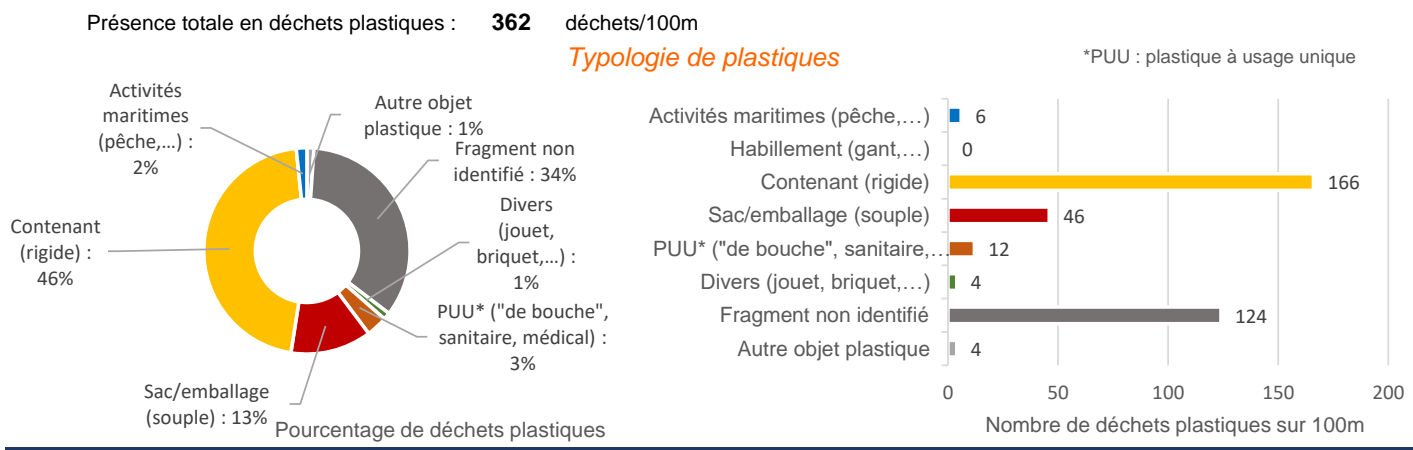 Présence totale en déchets plastiques : 362 déchets/100m
Typologie de plastiques
*PUU : plastique à usage unique
Activités
maritimes
(pêche,...) :
2%
Autre objet
plastique : 1%
Fragment non
identifié : 34%
Divers
(jouet,
briquet,...) :
1%
PUU* ("de bouche",
sanitaire, médical) :
3%
Sac/emballage
(souple) : 13%
Contenant
(rigide) :
46%
Pourcentage de déchets plastiques
Activités maritimes (pêche,...) 6
Habillement (gant,...) 0
Contenant (rigide) 166
Sac/emballage (souple) 46
PUU* ("de bouche", sanitaire,... 12
Divers (jouet, briquet,...) 4
Fragment non identifié 124
Autre objet plastique 4
0 50 100 150 200
Nombre de déchets plastiques sur 100m